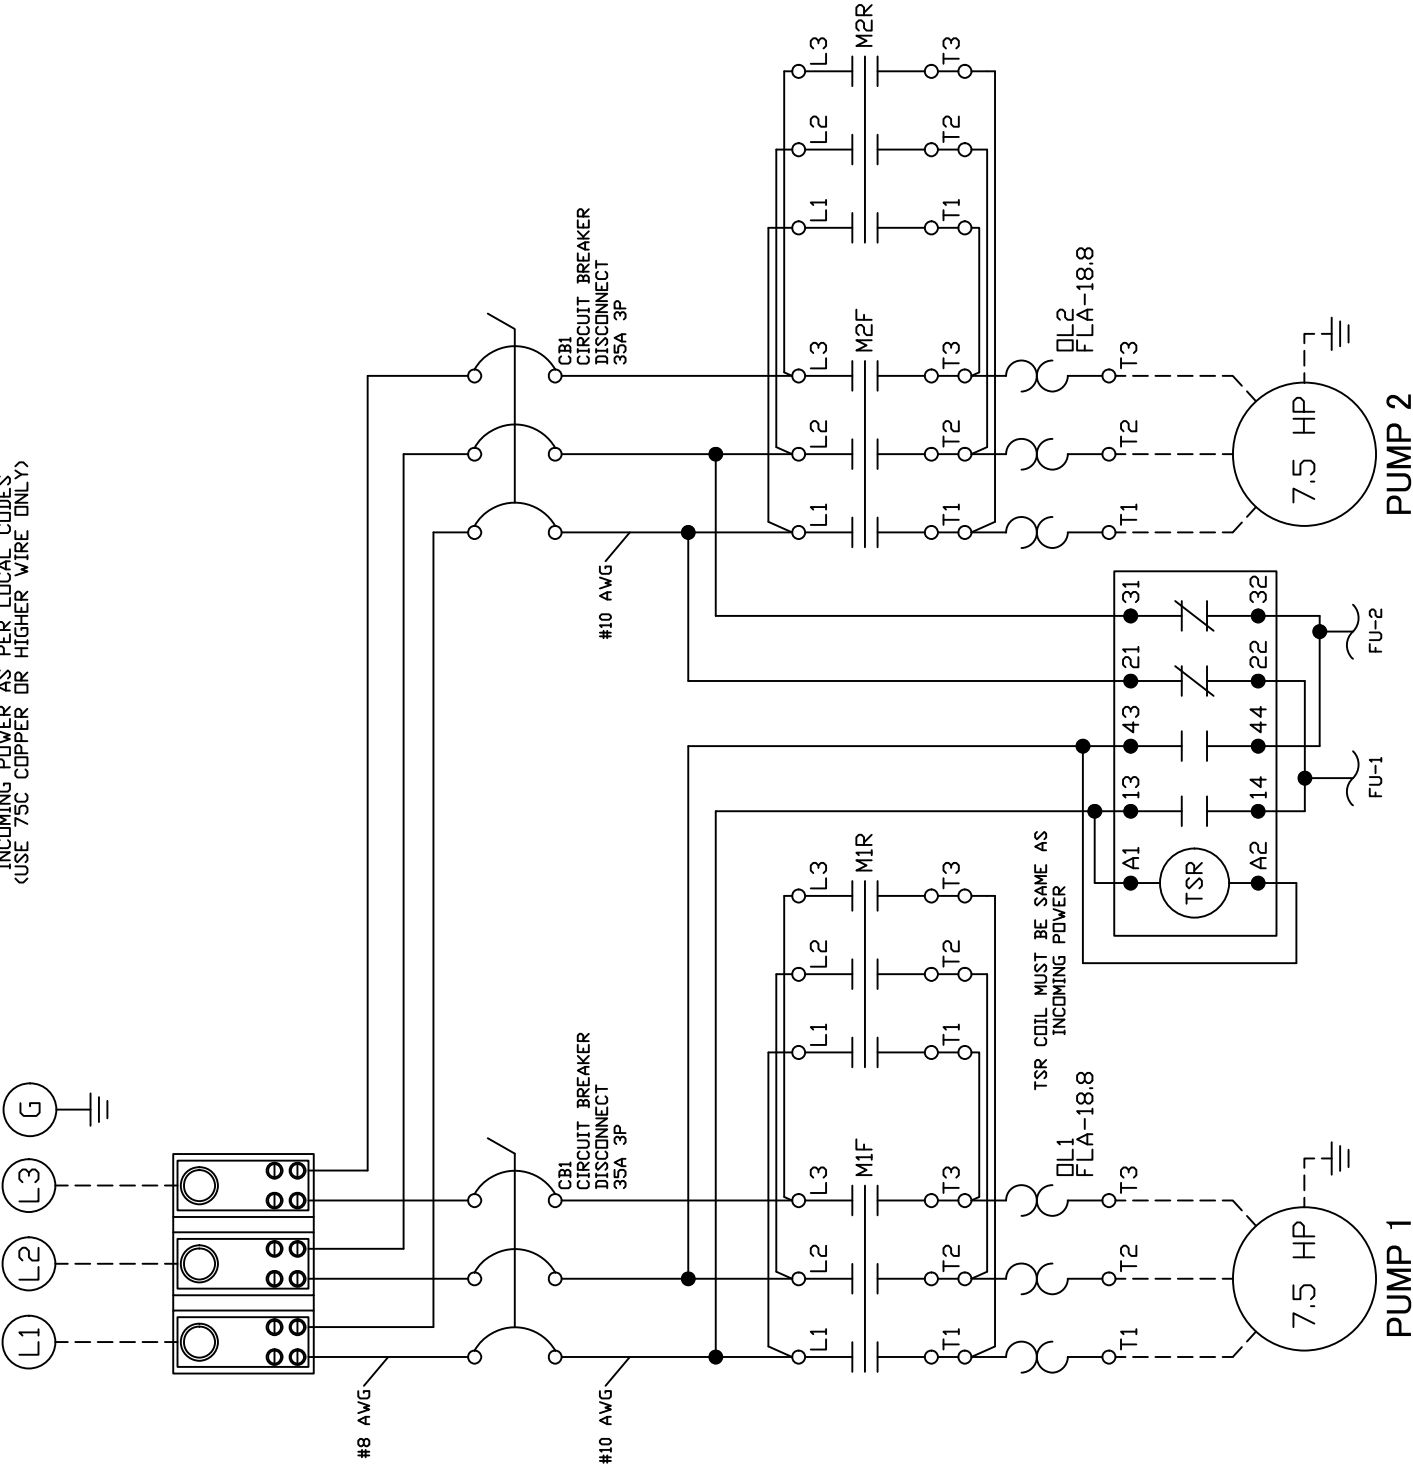 INCOMING POWER AS PER LOCAL CODES
(USE 75C COPPER OR HIGHER WIRE ONLY)
L1
L2
L3
G
#8 AWG
#10 AWG
CB1
CIRCUIT BREAKER
DISCONNECT
35A 3P
#10 AWG
CB1
CIRCUIT BREAKER
DISCONNECT
35A 3P
L1
L2
L3
L1
L2
L3
L1
L2
L3
L1
L2
L3
M1F
M1R
M2F
M2R
T1
T2
T3
T1
T2
T3
T1
T2
T3
T1
T2
T3
TSR COIL MUST BE SAME AS
INCOMING POWER
OL1
FLA-18.8
OL2
FLA-18.8
T1
T2
T3
A1
13
43
21
31
T1
T2
T3
TSR
A2
14
44
22
32
7.5 HP
7.5 HP
FU-1
FU-2
PUMP 1
PUMP 2